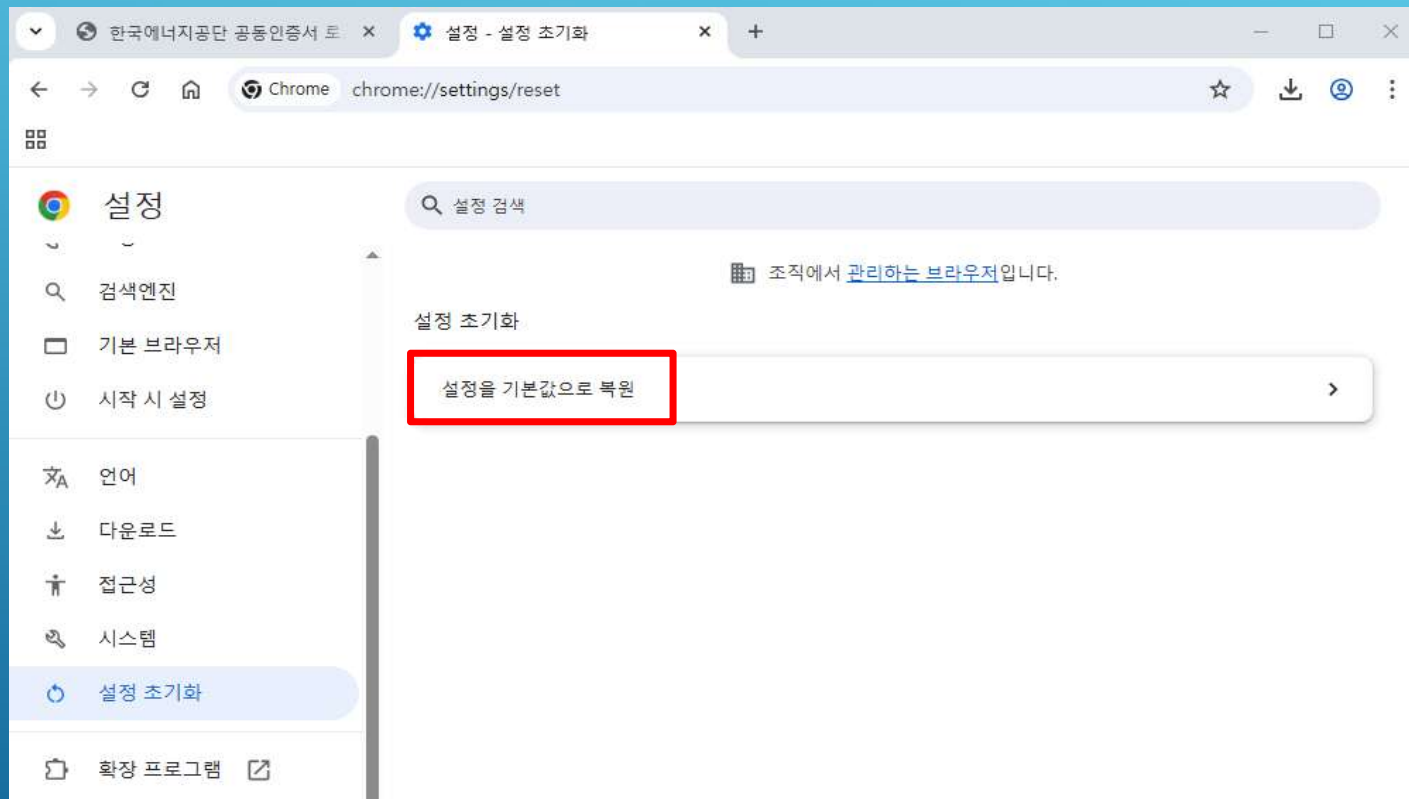 한국에너지공단 공동인증서 로
설정 - 설정 초기화
Chrome
chrome://settings/reset
설정
설정 검색
검색엔진
기본 브라우저
시작 시 설정
언어
다운로드
접근성
시스템
설정 초기화
확장 프로그램
조직에서 관리하는 브라우저입니다.
설정 초기화
설정을 기본값으로 복원